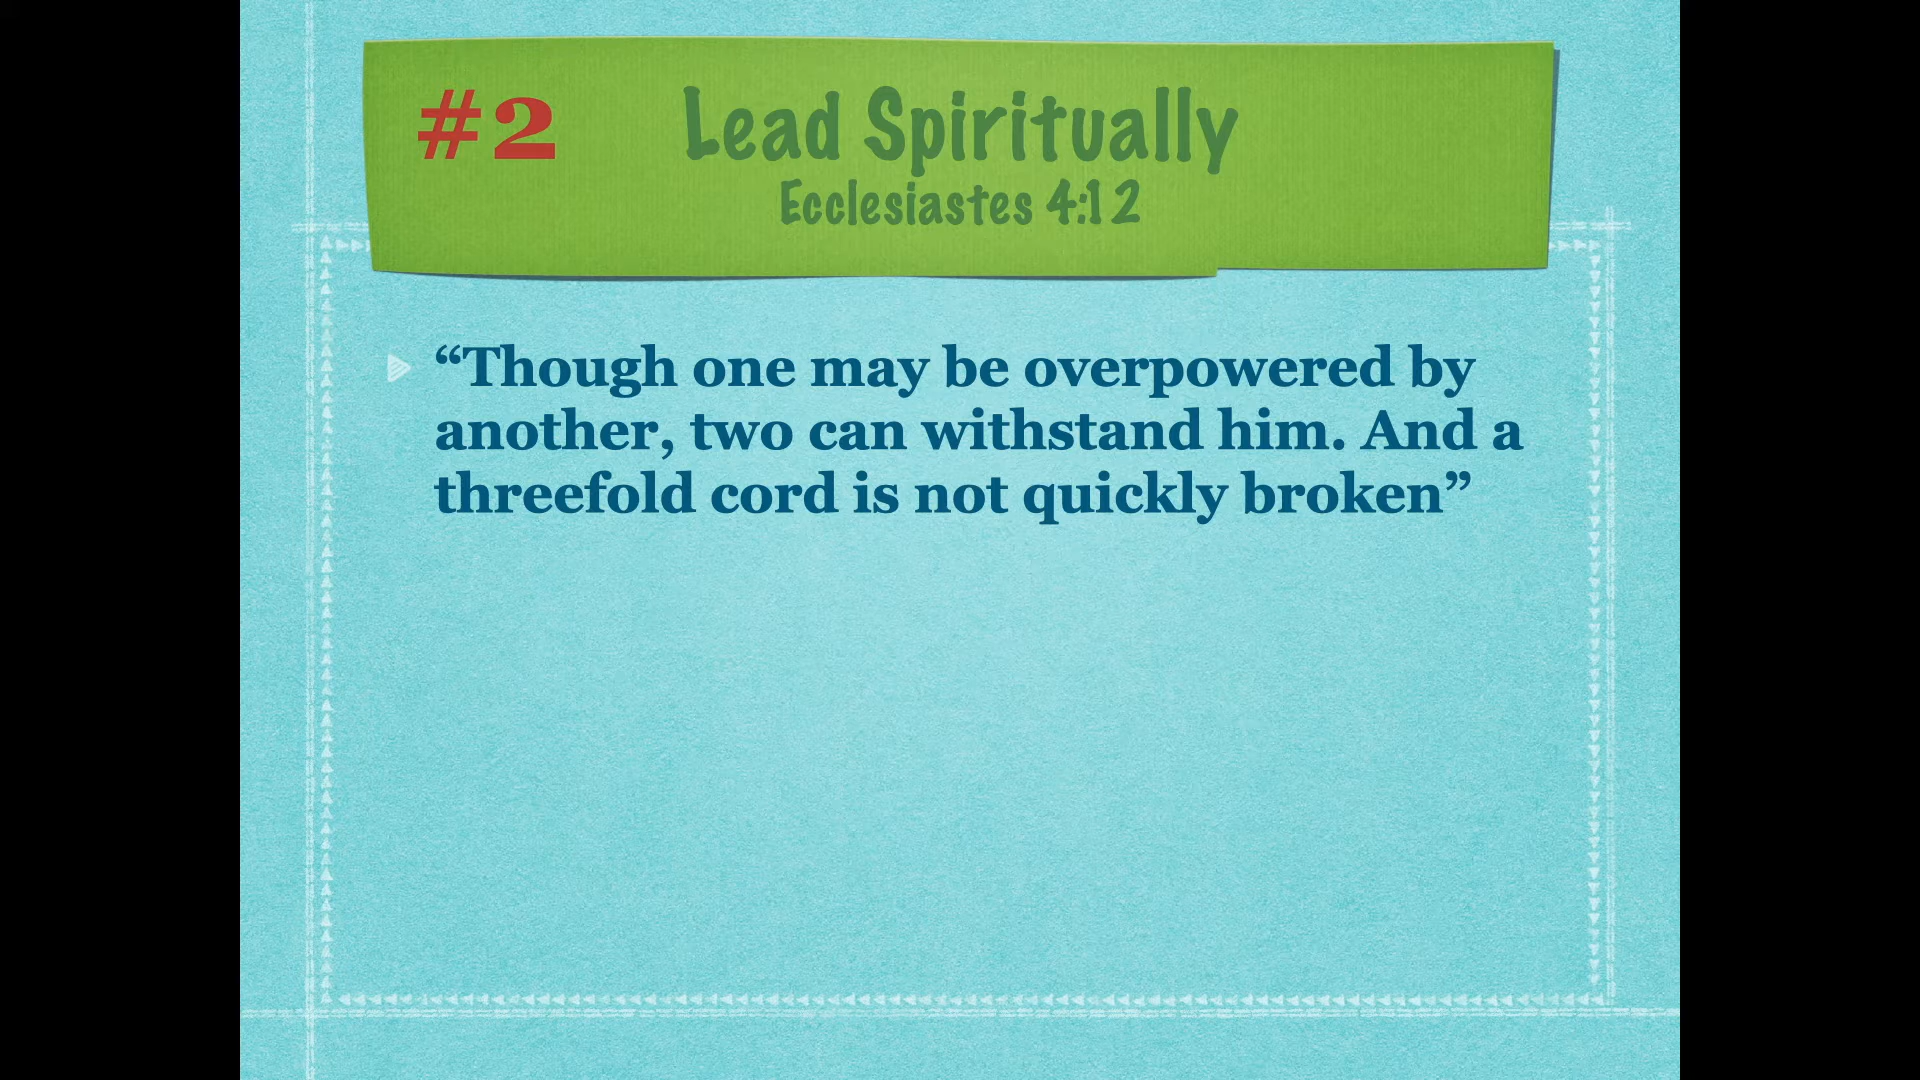 #2 Lead Spiritually
Ecclesiastes 4:12
“Though one may be overpowered by
another, two can withstand him. And a
threefold cord is not quickly broken”